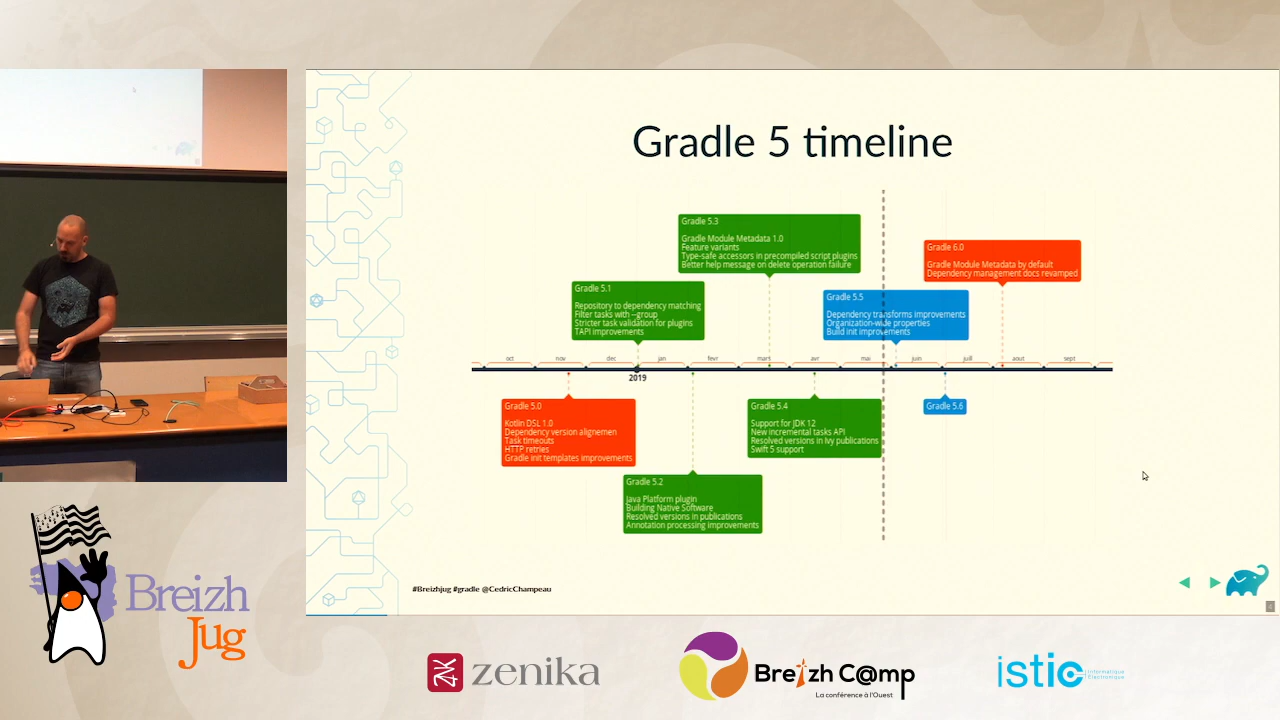 Gradle 5 timeline
Gradle 5.3
Gradle Module Metadata 1.0
Feature variants
Type-safe accessors in precompiled script plugins
Better help message on delete operation failure
Gradle 6.0
Gradle Module Metadata by default
Dependency management docs revamped
Gradle 5.1
Repository to dependency matching
Filter tasks with --group
Stricter task validation for plugins
TAPI improvements
Gradle 5.5
Dependency transforms improvements
Organization-wide properties
Build init improvements
oct nov dec jan fevr mars avr mai juin juill aout sept
2019
Gradle 5.0
Kotlin DSL 1.0
Dependency version alignemen
Task timeouts
HTTP retries
Gradle init templates improvements
Gradle 5.4
Support for JDK 12
New incremental tasks API
Resolved versions in Ivy publications
Swift 5 support
Gradle 5.6
Gradle 5.2
Java Platform plugin
Building Native Software
Resolved versions in publications
Annotation processing improvements
#Breizhjug #gradle @CedricChampeau
Breizh
Jug
zenika
Breizh C@mp
La conférence à l'Ouest
istic
Informatique
Electronique